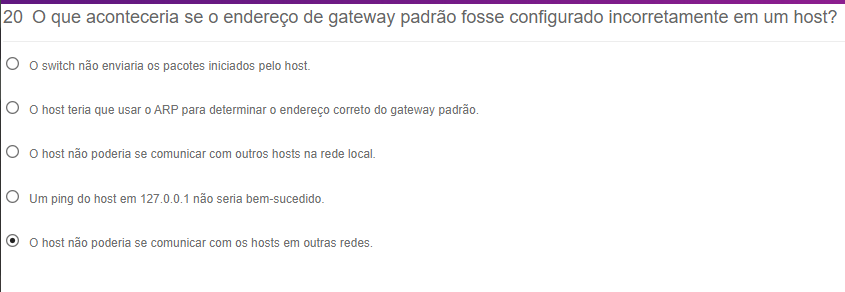 20 O que aconteceria se o endereço de gateway padrão fosse configurado incorretamente em um host?
O switch não enviaria os pacotes iniciados pelo host.
O host teria que usar o ARP para determinar o endereço correto do gateway padrão.
O host não poderia se comunicar com outros hosts na rede local.
Um ping do host em 127.0.0.1 não seria bem-sucedido.
O host não poderia se comunicar com os hosts em outras redes.